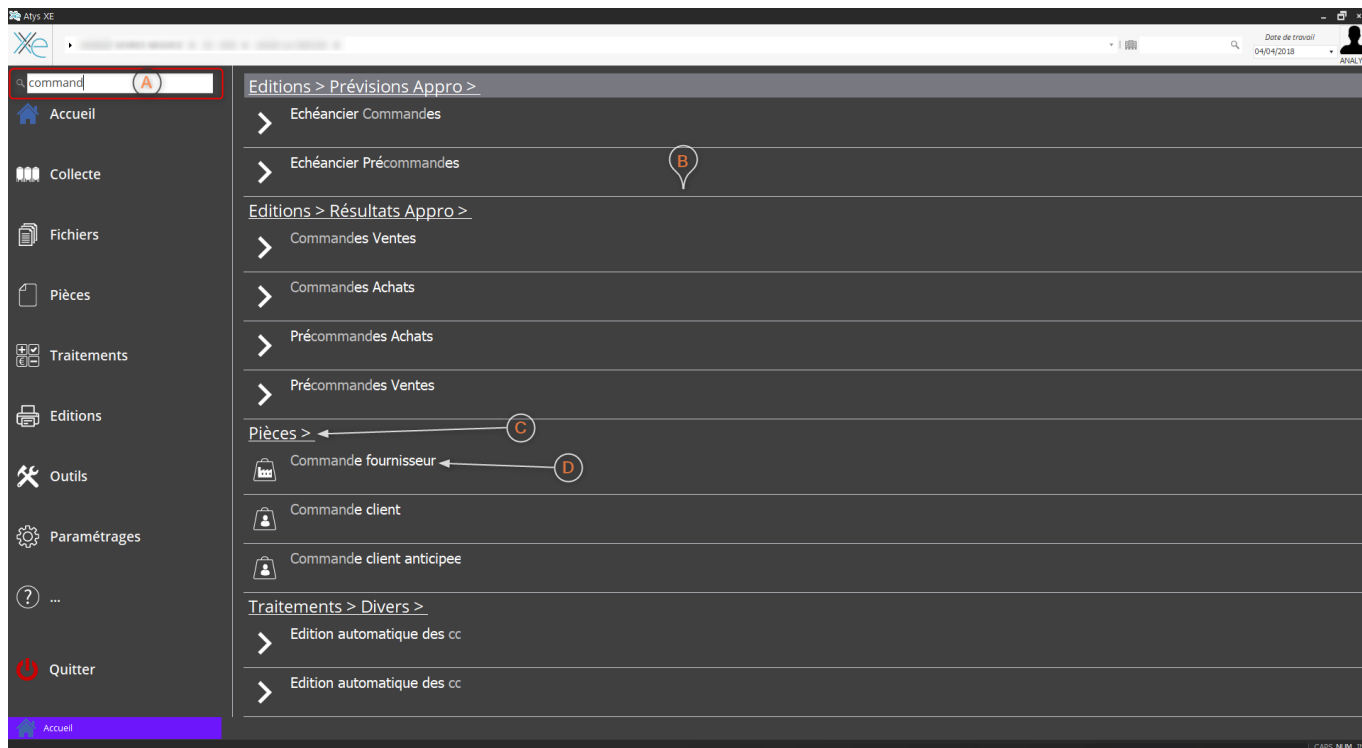 Atys XE
Xe
Date de travail
04/04/2018
ANALY
command
A
Accueil
Collecte
Fichiers
Pièces
Traitements
Editions
Outils
Paramétrages
...
Quitter
Accueil
Editions > Prévisions Appro >
Echéancier Commandes
Echéancier Précommandes
B
Editions > Résultats Appro >
Commandes Ventes
Commandes Achats
Précommandes Achats
Précommandes Ventes
Pièces >
C
Commande fournisseur
D
Commande client
Commande client anticipee
Traitements > Divers >
Edition automatique des cc
Edition automatique des cc
CAPS NUM